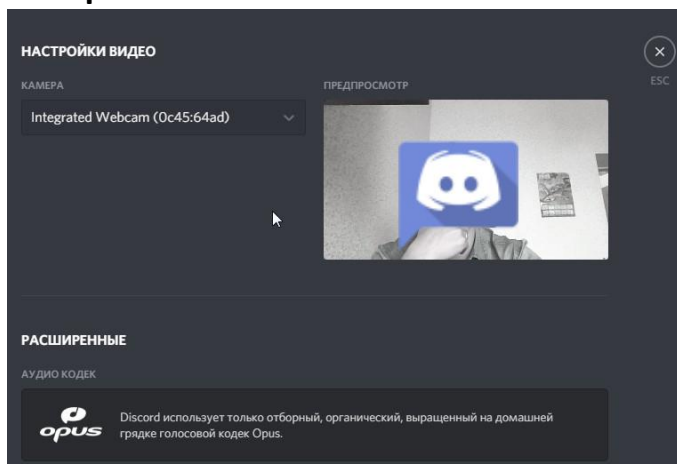 НАСТРОЙКИ ВИДЕО
КАМЕРА
Integrated Webcam (0c45:64ad)
ПРЕДПРОСМОТР
ESC
РАСШИРЕННЫЕ
АУДИО КОДЕК
opus
Discord использует только отборный, органический, выращенный на домашней
грядке голосовой кодек Opus.